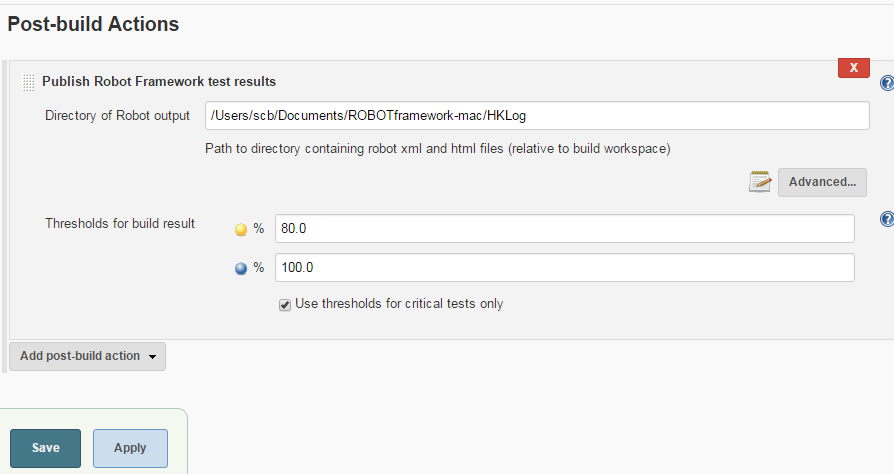 Post-build Actions
X
Publish Robot Framework test results
?
Directory of Robot output /Users/scb/Documents/ROBOTframework-mac/HKLog
Path to directory containing robot xml and html files (relative to build workspace)
Advanced...
Thresholds for build result
?
% 80.0
% 100.0
Use thresholds for critical tests only
Add post-build action
Save Apply